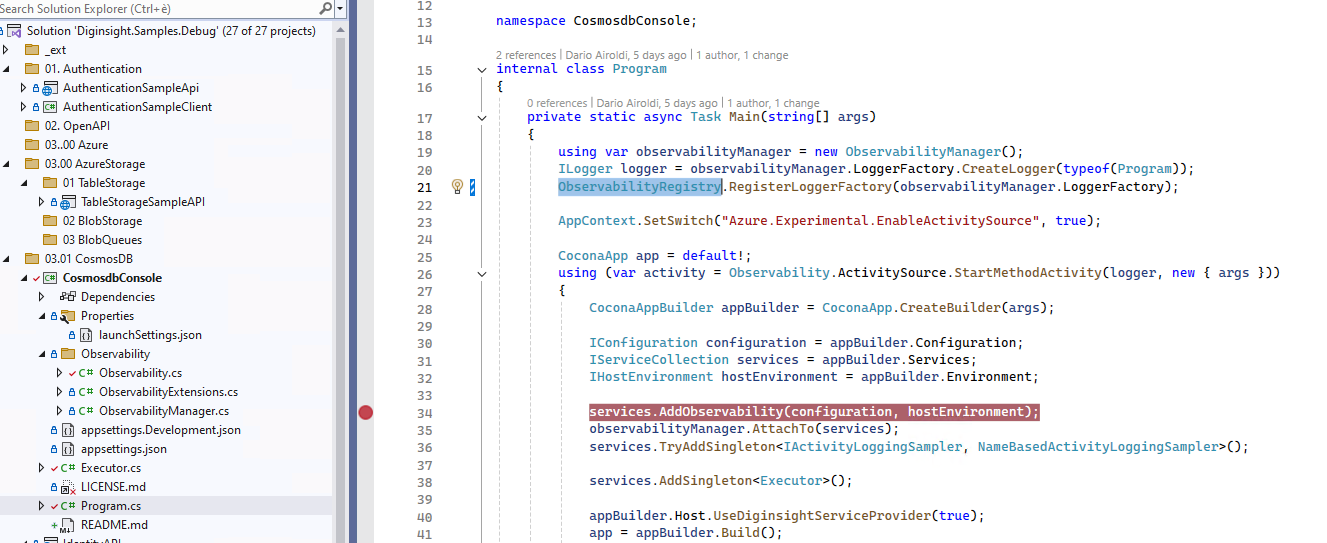 Search Solution Explorer (Ctrl+è)
Solution 'Diginsight.Samples.Debug' (27 of 27 projects)
_ext
01. Authentication
AuthenticationSampleApi
AuthenticationSampleClient
02. OpenAPI
03..00 Azure
03.00 AzureStorage
01 TableStorage
TableStorageSampleAPI
02 BlobStorage
03 BlobQueues
03.01 CosmosDB
CosmosdbConsole
Dependencies
Properties
launchSettings.json
Observability
Observability.cs
ObservabilityExtensions.cs
ObservabilityManager.cs
appsettings.Development.json
appsettings.json
Executor.cs
LICENSE.md
Program.cs
README.md
IdentityAPI
12
13 namespace CosmosdbConsole;
14
2 references | Dario Airoldi, 5 days ago | 1 author, 1 change
15 internal class Program
16 {
0 references | Dario Airoldi, 5 days ago | 1 author, 1 change
17 private static async Task Main(string[] args)
18 {
19 using var observabilityManager = new ObservabilityManager();
20 ILogger logger = observabilityManager.LoggerFactory.CreateLogger(typeof(Program));
21 ObservabilityRegistry.RegisterLoggerFactory(observabilityManager.LoggerFactory);
22
23 AppContext.SetSwitch("Azure.Experimental.EnableActivitySource", true);
24
25 CoconaApp app = default!;
26 using (var activity = Observability.ActivitySource.StartMethodActivity(logger, new { args }))
27 {
28 CoconaAppBuilder appBuilder = CoconaApp.CreateBuilder(args);
29
30 IConfiguration configuration = appBuilder.Configuration;
31 IServiceCollection services = appBuilder.Services;
32 IHostEnvironment hostEnvironment = appBuilder.Environment;
33
34 services.AddObservability(configuration, hostEnvironment);
35 observabilityManager.AttachTo(services);
36 services.TryAddSingleton<IActivityLoggingSampler, NameBasedActivityLoggingSampler>();
37
38 services.AddSingleton<Executor>();
39
40 appBuilder.Host.UseDiginsightServiceProvider(true);
41 app = appBuilder.Build();